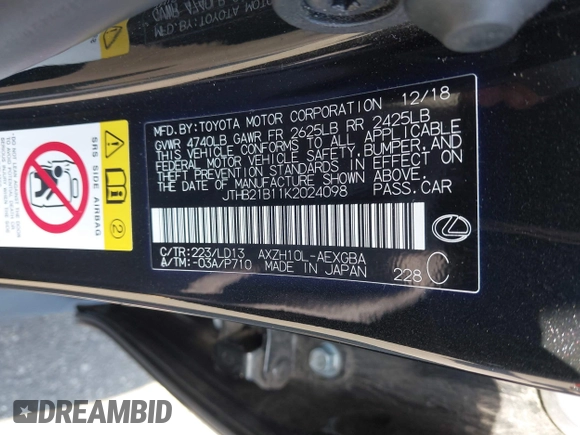 MFD. BY: TOYOTA MOTOR CORPORATION 12/18
GVWR 4740LB GAWR FR 2625LB RR 2425LB
THIS VEHICLE CONFORMS TO ALL APPLICABLE
FEDERAL MOTOR VEHICLE SAFETY, BUMPER, AND
THEFT PREVENTION STANDARDS IN EFFECT ON
THE DATE OF MANUFACTURE SHOWN ABOVE.
JTHB21B11K2024098 PASS. CAR
C/TR: 223/LD13 AXZH10L-AEXGBA
A/TM: -03A/P710 MADE IN JAPAN
228 C
SRS SIDE AIRBAG
2
DREAMBID